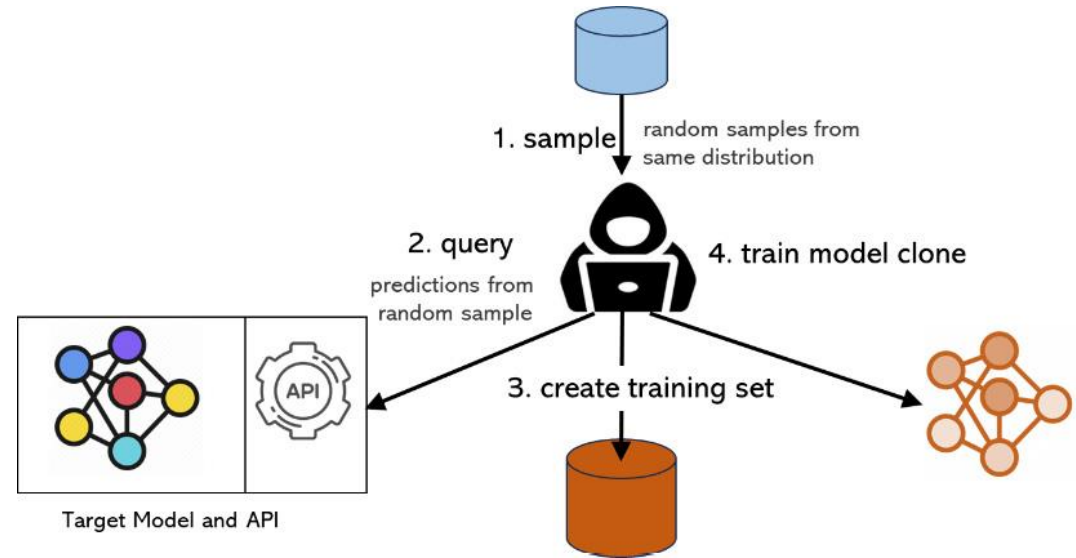 1. sample
random samples from
same distribution
2. query
predictions from
random sample
4. train model clone
API
3. create training set
Target Model and API